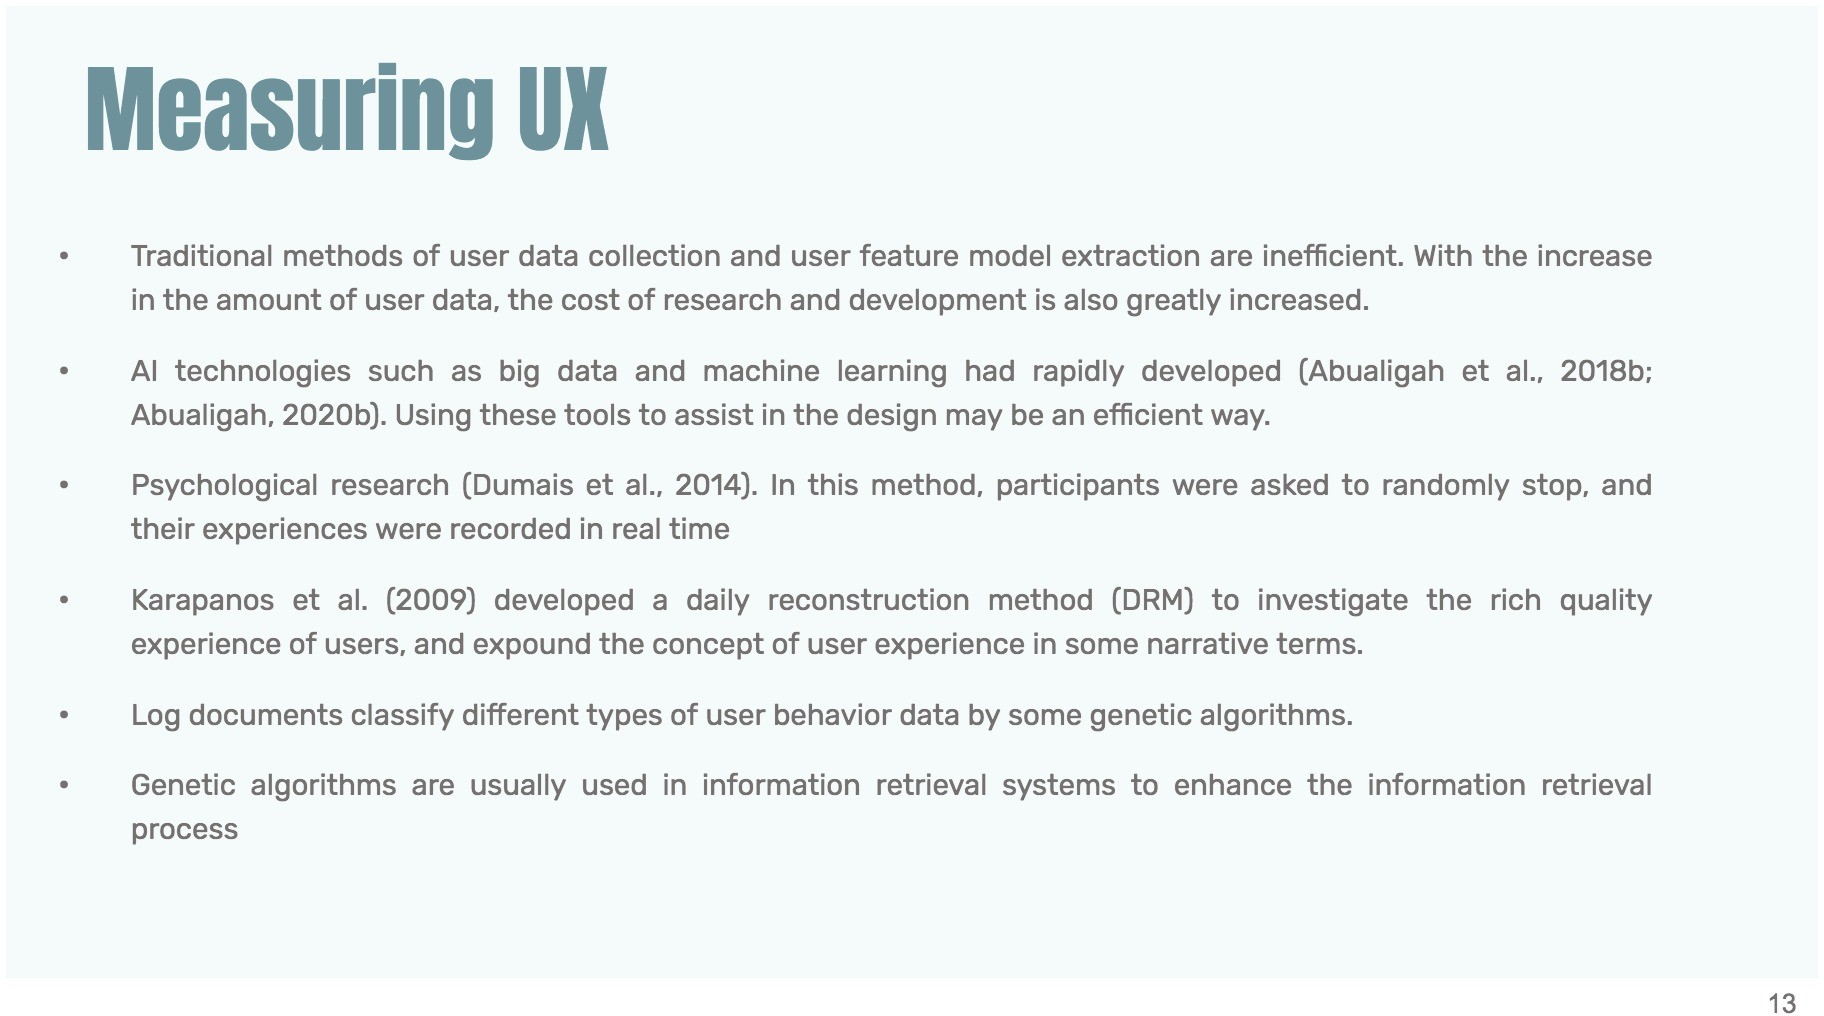 Measuring UX
• Traditional methods of user data collection and user feature model extraction are inefficient. With the increase
in the amount of user data, the cost of research and development is also greatly increased.
• AI technologies such as big data and machine learning had rapidly developed (Abualigah et al., 2018b;
Abualigah, 2020b). Using these tools to assist in the design may be an efficient way.
• Psychological research (Dumais et al., 2014). In this method, participants were asked to randomly stop, and
their experiences were recorded in real time
• Karapanos et al. (2009) developed a daily reconstruction method (DRM) to investigate the rich quality
experience of users, and expound the concept of user experience in some narrative terms.
• Log documents classify different types of user behavior data by some genetic algorithms.
• Genetic algorithms are usually used in information retrieval systems to enhance the information retrieval
process
13